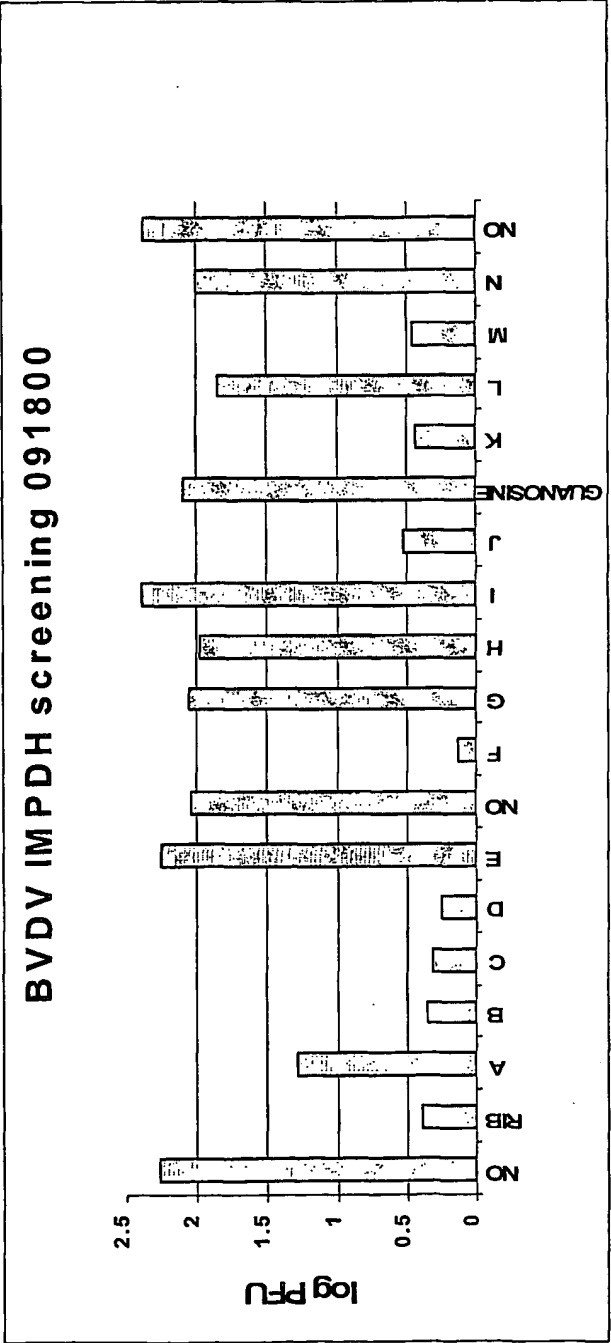 BVDV IMPDH screening 091800
log PFU
2.5
2
1.5
1
0.5
0
NO
RIB
A
B
C
D
E
NO
F
G
H
I
J
GUANOSINE
K
L
M
N
NO